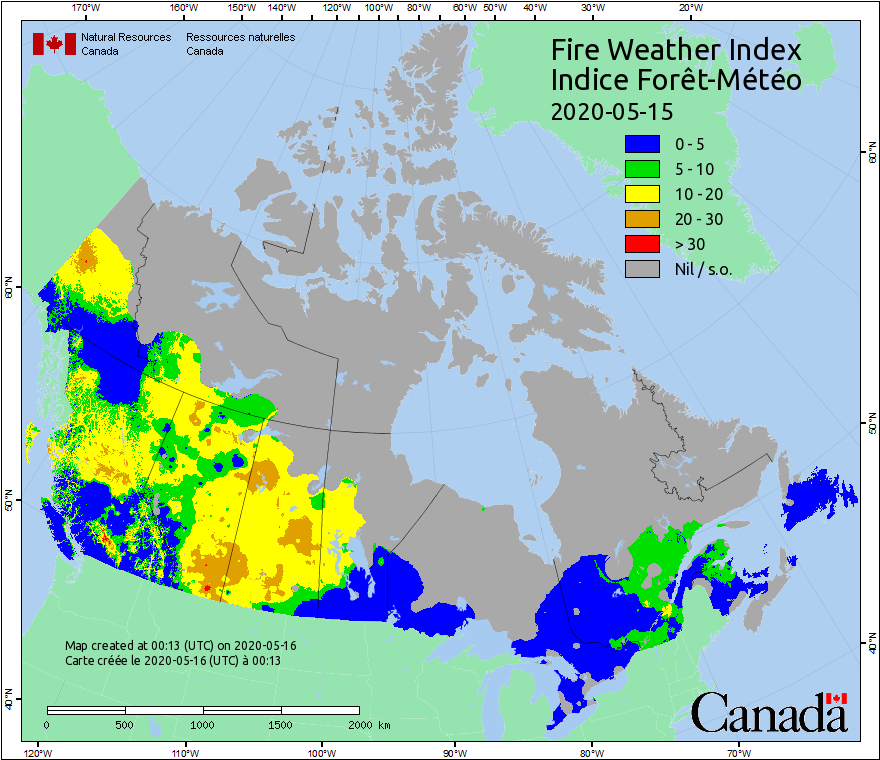 170°W 160°W 150°W 140°W 120°W 100°W 80°W 60°W 50°W 40°W 30°W 20°W
Natural Resources Ressources naturelles
Canada Canada
Fire Weather Index
Indice Forêt-Météo
2020-05-15
0 - 5
5 - 10
10 - 20
20 - 30
> 30
Nil / s.o.
60°N
60°N
50°N
50°N
40°N
40°N
Map created at 00:13 (UTC) on 2020-05-16
Carte créée le 2020-05-16 (UTC) à 00:13
0 500 1000 1500 2000 km
Canada
120°W 110°W 100°W 90°W 80°W 70°W